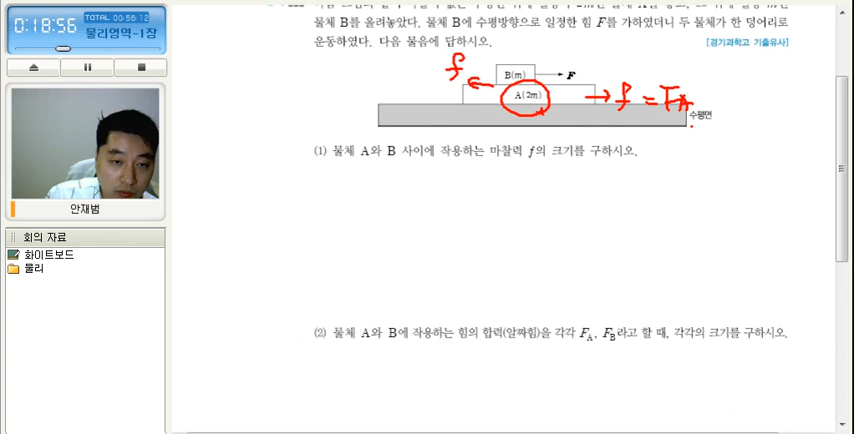 0:18:56
TOTAL 00:56:12
물리영역-1장
안재범
회의 자료
화이트보드
물리
물체 B를 올려놓았다. 물체 B에 수평방향으로 일정한 힘 F를 가하였더니 두 물체가 한 덩어리로
운동하였다. 다음 물음에 답하시오.
[경기과학고 기출유사]
f
B(m)
F
A(2m)
f = FA
수평면
(1) 물체 A와 B 사이에 작용하는 마찰력 f의 크기를 구하시오.
(2) 물체 A와 B에 작용하는 힘의 합력(알짜힘)을 각각 FA, FB라고 할 때, 각각의 크기를 구하시오.